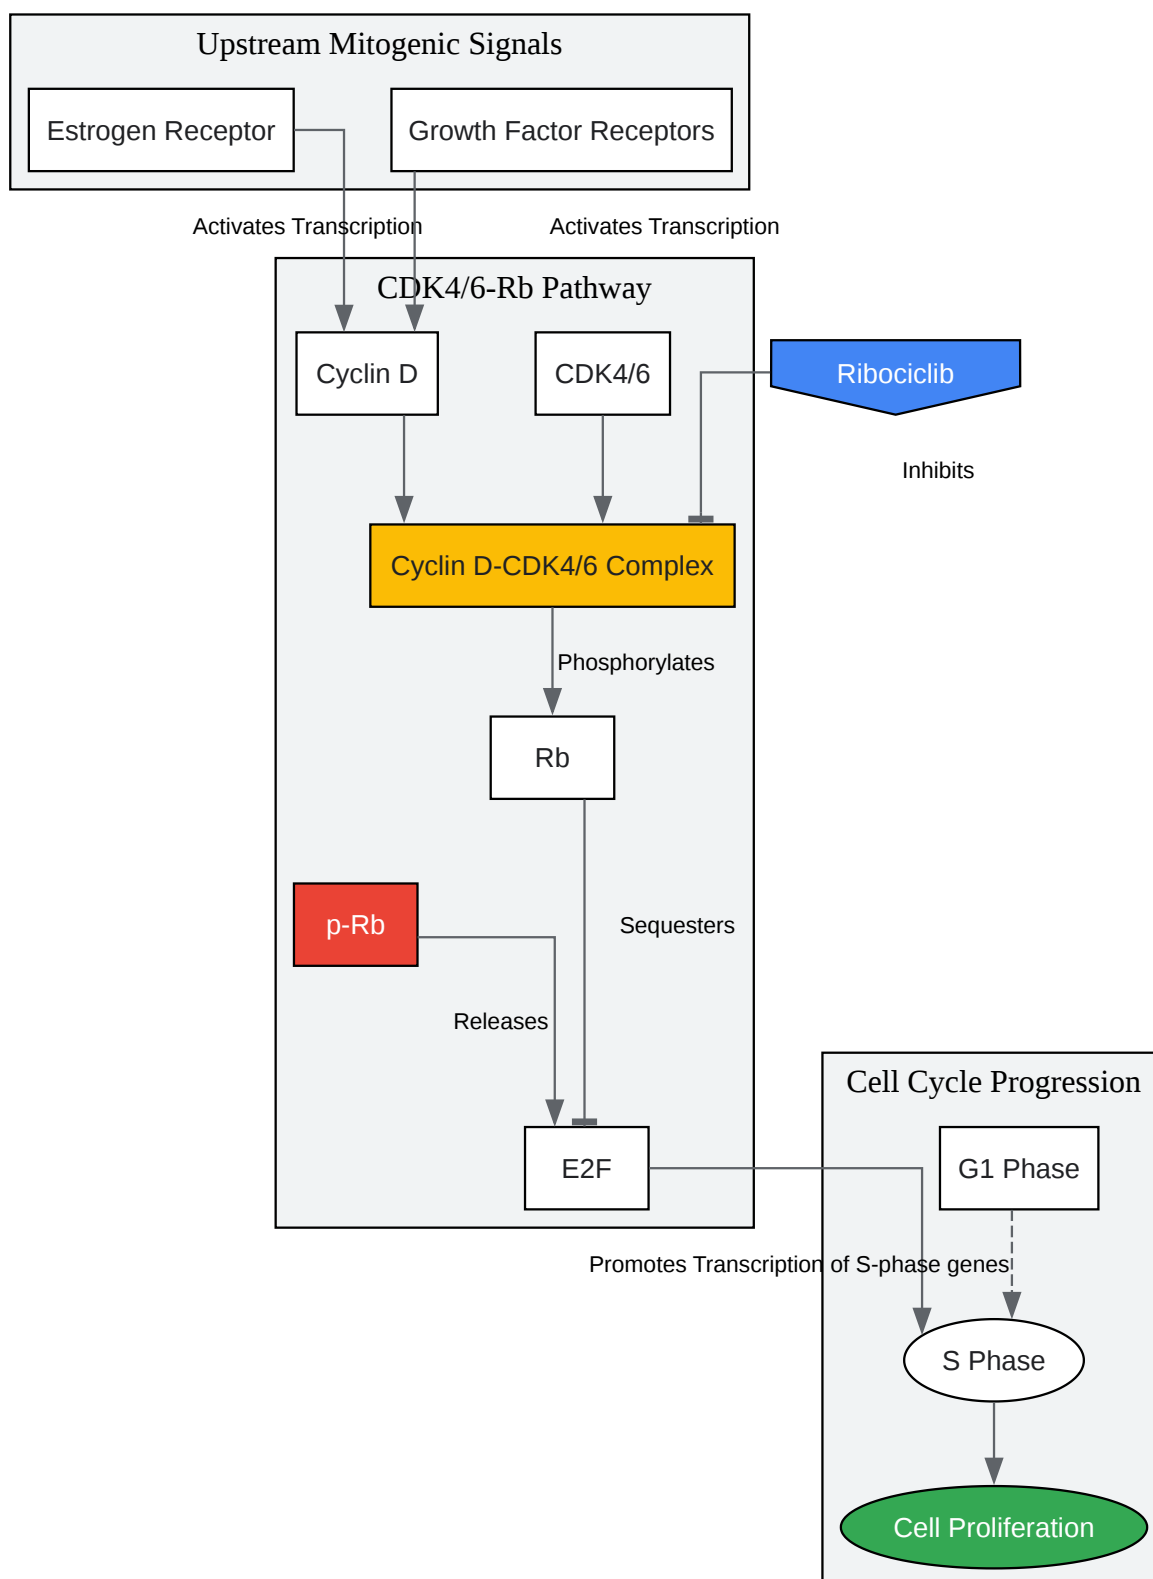 Upstream Mitogenic Signals
Estrogen Receptor
Growth Factor Receptors
Activates Transcription
Activates Transcription
CDK4/6-Rb Pathway
Cyclin D
CDK4/6
Ribociclib
Inhibits
Cyclin D-CDK4/6 Complex
Phosphorylates
Rb
p-Rb
Sequesters
Releases
Cell Cycle Progression
E2F
G1 Phase
Promotes Transcription of S-phase genes
S Phase
Cell Proliferation